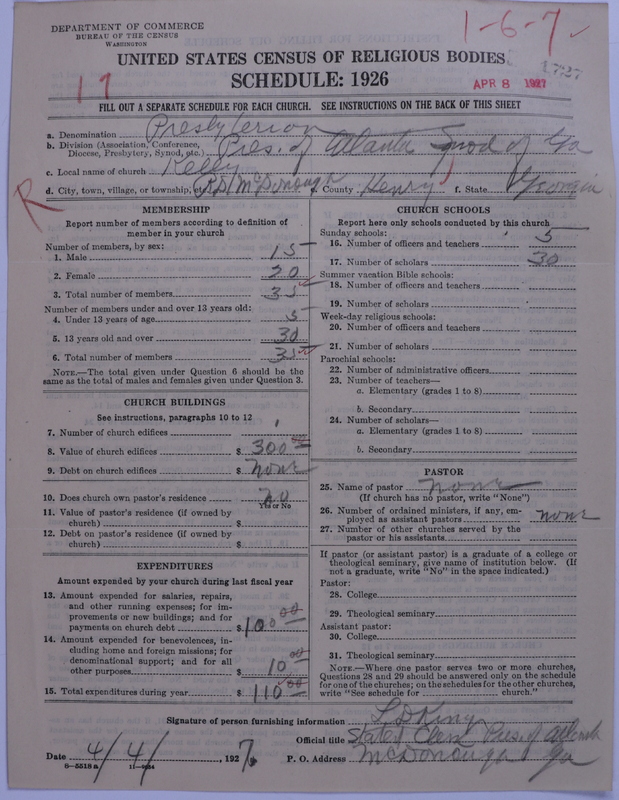 DEPARTMENT OF COMMERCE
BUREAU OF THE CENSUS
WASHINGTON
1-6-7
UNITED STATES CENSUS OF RELIGIOUS BODIES
SCHEDULE: 1926
17
APR 8 1927
1727
FILL OUT A SEPARATE SCHEDULE FOR EACH CHURCH. SEE INSTRUCTIONS ON THE BACK OF THIS SHEET
a. Denomination Presbyterian
b. Division (Association, Conference, Diocese, Presbytery, Synod, etc.) Pres. of Atlanta Synod of Ga
c. Local name of church Kelly
d. City, town, village, or township, McDonough e. County Henry f. State Georgia
R
MEMBERSHIP
Report number of members according to definition of
member in your church
Number of members, by sex:
1. Male 15
2. Female 20
3. Total number of members 35
Number of members under and over 13 years old:
4. Under 13 years of age 5
5. 13 years old and over 30
6. Total number of members 35
NOTE.—The total given under Question 6 should be
same as the total of males and females given under Question 3.
CHURCH BUILDINGS
See instructions, paragraphs 10 to 12
7. Number of church edifices 1
8. Value of church edifices $ 300 00
9. Debt on church edifices $ none
10. Does church own pastor's residence no
Yes or No
11. Value of pastor's residence (if owned by
church) $
12. Debt on pastor's residence (if owned by
church) $
EXPENDITURES
Amount expended by your church during last fiscal year
13. Amount expended for salaries, repairs,
and other running expenses; for im-
provements or new buildings; and for
payments on church debt $ 100 00
14. Amount expended for benevolences, in-
cluding home and foreign missions; for
denominational support; and for all
other purposes $ 10 00
15. Total expenditures during year $ 110 00
CHURCH SCHOOLS
Report here only schools conducted by this church
Sunday schools:
16. Number of officers and teachers 5
17. Number of scholars 30
Summer vacation Bible schools:
18. Number of officers and teachers
19. Number of scholars
Week-day religious schools:
20. Number of officers and teachers
21. Number of scholars
Parochial schools:
22. Number of administrative officers
23. Number of teachers—
a. Elementary (grades 1 to 8)
b. Secondary
24. Number of scholars—
a. Elementary (grades 1 to 8)
b. Secondary
PASTOR
25. Name of pastor none
(If church has no pastor, write "None")
26. Number of ordained ministers, if any, em-
ployed as assistant pastors none
27. Number of other churches served by the
pastor or his assistants
If pastor (or assistant pastor) is a graduate of a college or
theological seminary, give name of institution below. (If
not a graduate, write "No" in the space indicated.)
Pastor:
28. College
29. Theological seminary
Assistant pastor:
30. College
31. Theological seminary
NOTE.—Where one pastor serves two or more churches,
Questions 28 and 29 should be answered only on the schedule
for one of the churches; on the schedules for the other churches,
write "See schedule for church."
Signature of person furnishing information L D King
Official title Stated Clerk Pres. of Atlanta
Date 4/4/, 1927. P. O. Address McDonough Ga
8—5518 a